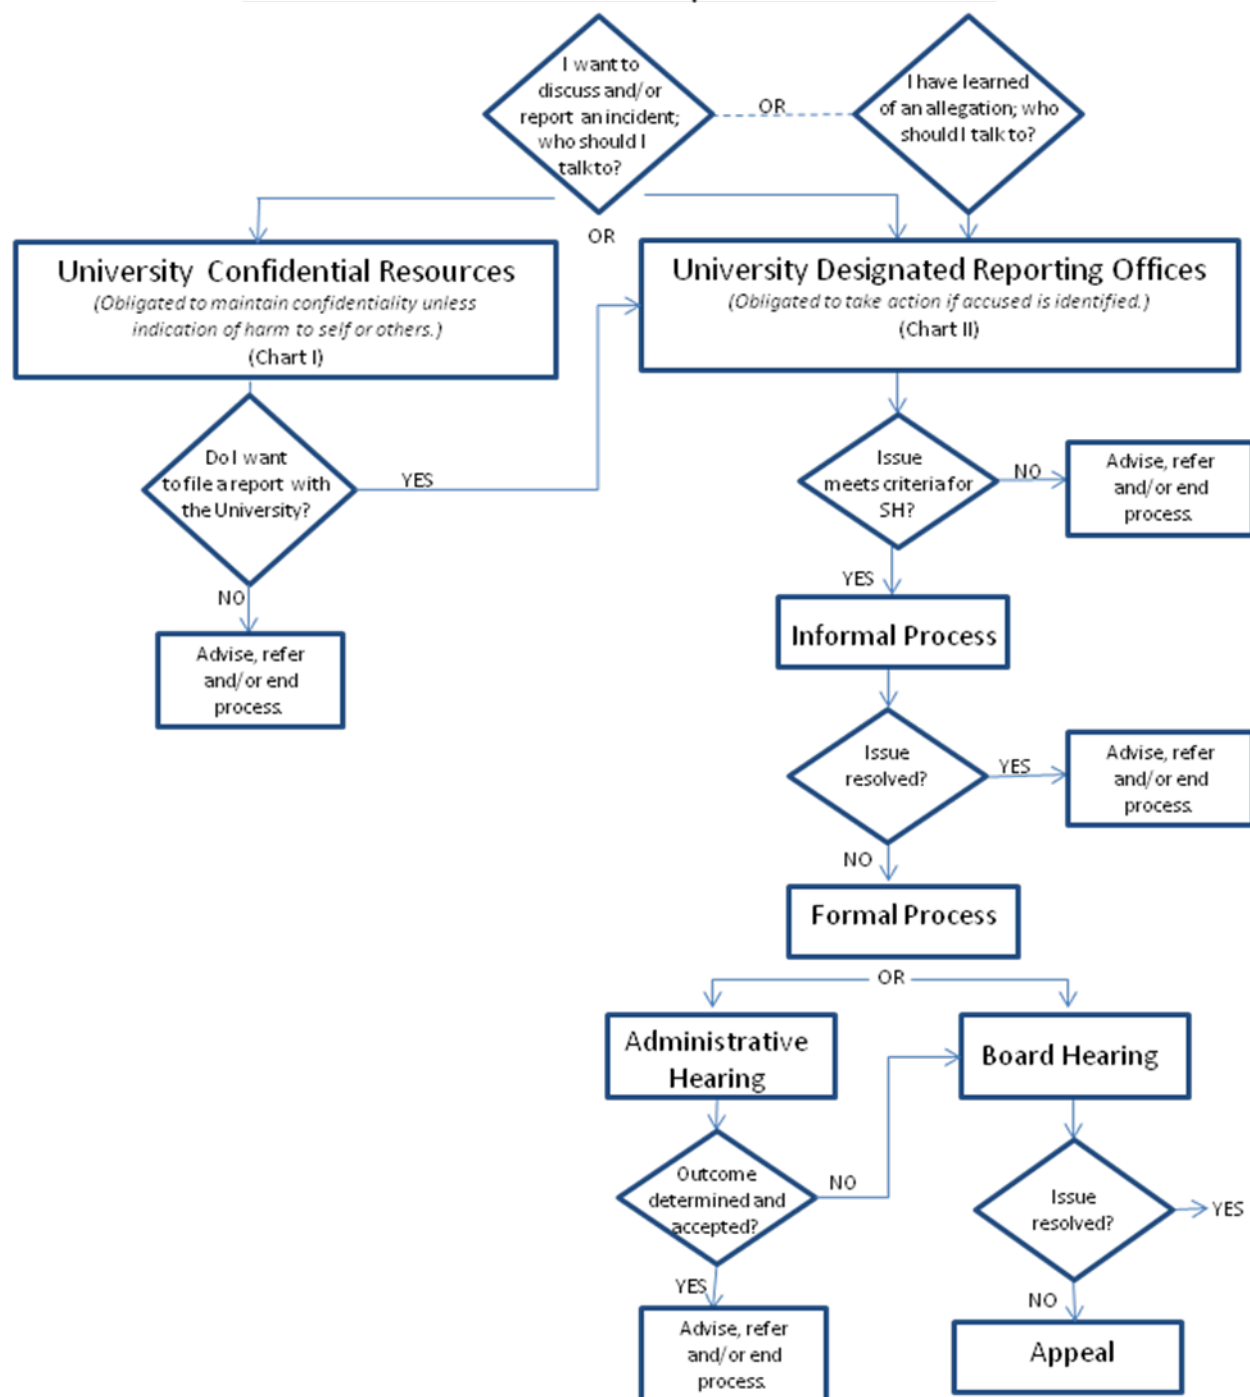 I want to
discuss and/or
report an incident;
who should I
talk to?
OR
I have learned
of an allegation; who
should I talk to?
OR
University Confidential Resources
(Obligated to maintain confidentiality unless
indication of harm to self or others.)
(Chart I)
University Designated Reporting Offices
(Obligated to take action if accused is identified.)
(Chart II)
Do I want
to file a report with
the University?
YES
NO
Advise, refer
and/or end
process.
Issue
meets criteria for
SH?
NO
Advise, refer
and/or end
process.
YES
Informal Process
Issue
resolved?
YES
Advise, refer
and/or end
process.
NO
Formal Process
OR
Administrative
Hearing
Board Hearing
Outcome
determined and
accepted?
NO
Issue
resolved?
YES
YES
Advise, refer
and/or end
process.
NO
Appeal